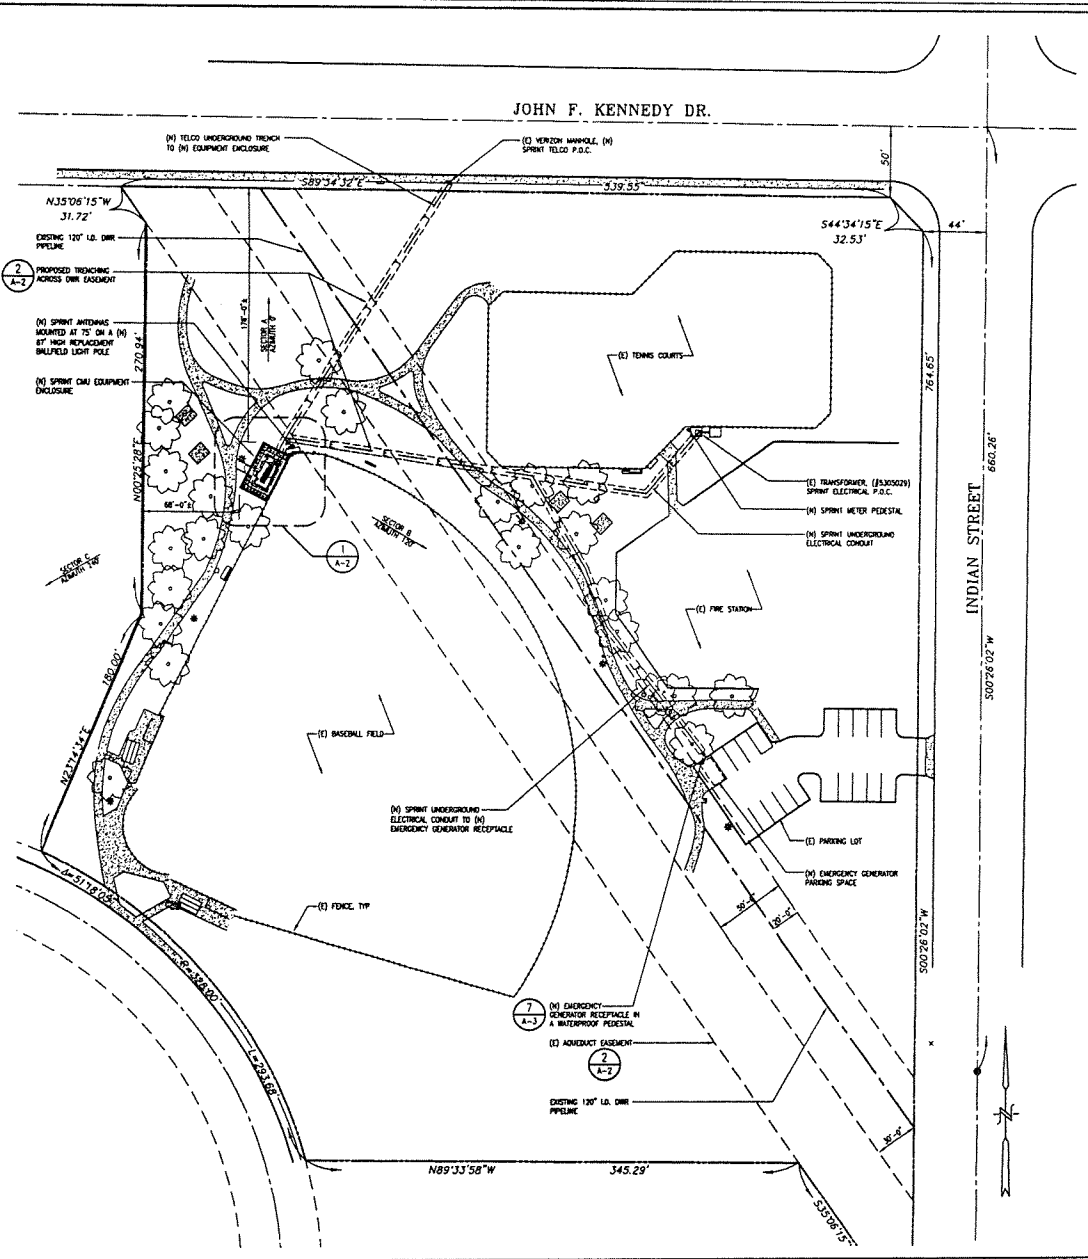 JOHN F. KENNEDY DR.
(N) TELCO UNDERGROUND TRENCH
TO (N) EQUIPMENT ENCLOSURE
(E) VERIZON MANHOLE, (N)
SPRINT TELCO P.O.C.
50'
S89°34'32"E
539.55'
N35°06'15"W
31.72'
S44°34'15"E
32.53'
44'
EXISTING 120" I.D. DWR
PIPELINE
2
A-2
PROPOSED TRENCHING
ACROSS DWR EASEMENT
(N) SPRINT ANTENNAS
MOUNTED AT 75' ON A (N)
87' HIGH REPLACEMENT
BALLFIELD LIGHT POLE
(N) SPRINT CMU EQUIPMENT
ENCLOSURE
178'-0"±
SECTOR A
AZIMUTH 0°
270.94'
N00°25'28"E
(E) TENNIS COURTS
764.65'
660.26'
68'-0"±
SECTOR B
AZIMUTH 120°
SECTOR C
AZIMUTH 240°
1
A-2
(E) TRANSFORMER, (#5305029)
SPRINT ELECTRICAL P.O.C.
(N) SPRINT METER PEDESTAL
(N) SPRINT UNDERGROUND
ELECTRICAL CONDUIT
INDIAN STREET
(E) FIRE STATION
S00°26'02"W
180.00'
N23°14'34"E
(E) BASEBALL FIELD
(N) SPRINT UNDERGROUND
ELECTRICAL CONDUIT TO (N)
EMERGENCY GENERATOR RECEPTACLE
(E) PARKING LOT
(N) EMERGENCY GENERATOR
PARKING SPACE
Δ=51°18'05"
(E) FENCE, TYP
50'-0"
20'-0"
S00°26'02"W
R=328.00'
L=293.68'
7
A-3
(N) EMERGENCY
GENERATOR RECEPTACLE IN
A WATERPROOF PEDESTAL
(E) AQUEDUCT EASEMENT
2
A-2
EXISTING 120" I.D. DWR
PIPELINE
30'-0"
N
N89°33'58"W
345.29'
S35°06'15"